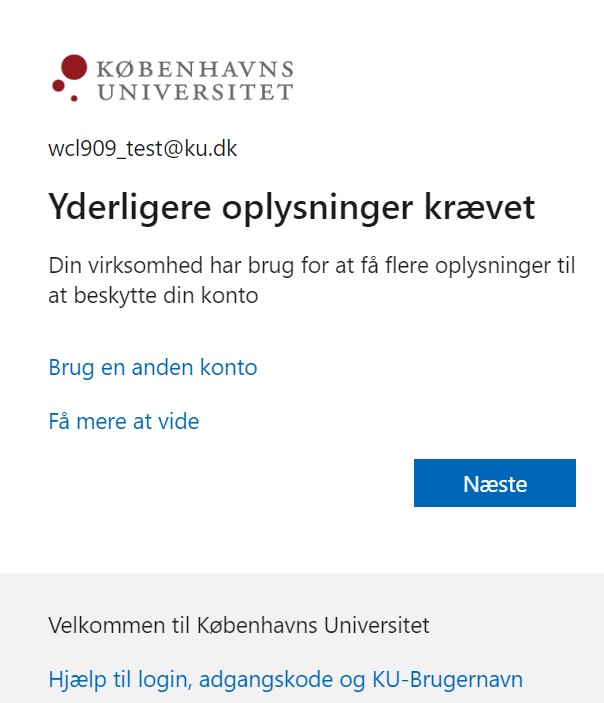 KØBENHAVNS
UNIVERSITET
wcl909_test@ku.dk
Yderligere oplysninger krævet
Din virksomhed har brug for at få flere oplysninger til
at beskytte din konto
Brug en anden konto
Få mere at vide
Næste
Velkommen til Københavns Universitet
Hjælp til login, adgangskode og KU-Brugernavn